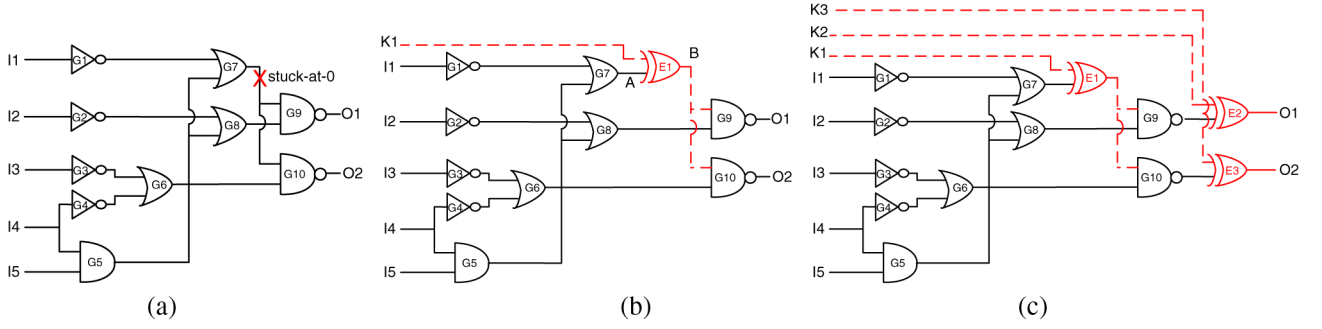 I1
G1
G7
stuck-at-0
I2
G2
G8
G9
O1
I3
G3
G6
G10
O2
G4
I4
G5
I5
(a)
K1
B
I1
G1
G7
E1
A
I2
G2
G8
G9
O1
I3
G3
G6
G10
O2
G4
I4
G5
I5
(b)
K3
K2
K1
I1
G1
G7
E1
I2
G2
G8
G9
E2
O1
I3
G3
G6
G10
E3
O2
G4
I4
G5
I5
(c)